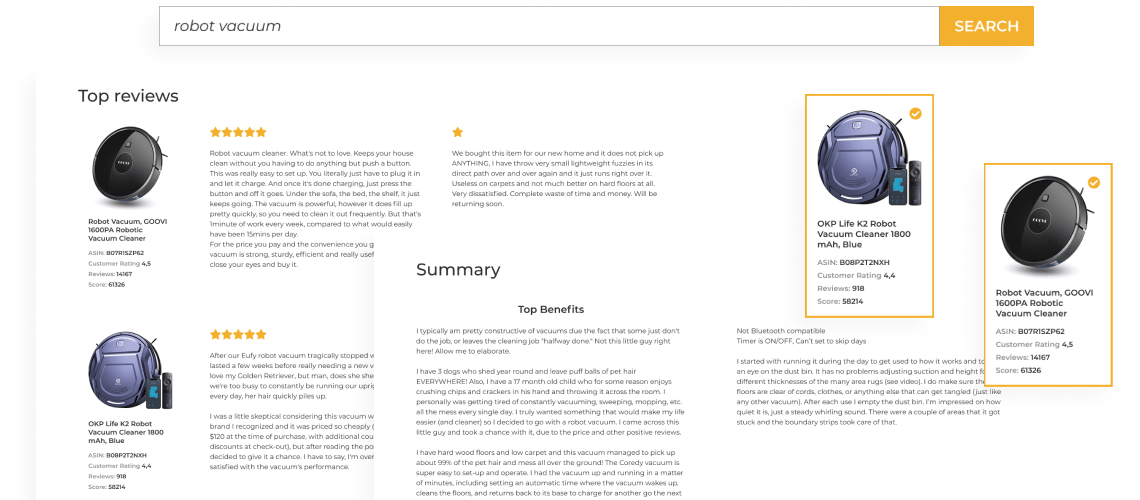 robot vacuum
SEARCH
Top reviews
Robot Vacuum, GOOVI
1600PA Robotic
Vacuum Cleaner
ASIN: B07R1SZP62
Customer Rating 4,5
Reviews: 14167
Score: 61326
Robot vacuum cleaner. What's not to love. Keeps your house
clean without you having to do anything but push a button.
This was really easy to set up. You literally just have to plug it in
and let it charge. And once it's done charging, just press the
button and off it goes. Under the sofa, the bed, the shelf, it just
keeps going. The vacuum is powerful, however it does fill up
pretty quickly, so you need to clean it out frequently. But that's
1minute of work every week, compared to what would easily
have been 15mins per day.
For the price you pay and the convenience you g
vacuum is strong, sturdy, efficient and really usef
close your eyes and buy it.
We bought this item for our new home and it does not pick up
ANYTHING, I have throw very small lightweight fuzzies in its
direct path over and over again and it just runs right over it.
Useless on carpets and not much better on hard floors at all.
Very dissatisfied. Complete waste of time and money. Will be
returning soon.
OKP Life K2 Robot
Vacuum Cleaner 1800
mAh, Blue
ASIN: B08P2T2NXH
Customer Rating 4,4
Reviews: 918
Score: 58214
After our Eufy robot vacuum tragically stopped w
lasted a few weeks before really needing a new v
love my Golden Retriever, but man, does she she
we're too busy to constantly be running our uprig
every day, her hair quickly piles up.
I was a little skeptical considering this vacuum w
brand I recognized and it was priced so cheaply (
$120 at the time of purchase, with additional cou
discounts at check-out), but after reading the po
decided to give it a chance. I have to say, I'm over
satisfied with the vacuum's performance.
Summary
Top Benefits
I typically am pretty constructive of vacuums due the fact that some just don't
do the job, or leaves the cleaning job "halfway done." Not this little guy right
here! Allow me to elaborate.
I have 3 dogs who shed year round and leave puff balls of pet hair
EVERYWHERE! Also, I have a 17 month old child who for some reason enjoys
crushing chips and crackers in his hand and throwing it across the room. I
personally was getting tired of constantly vacuuming, sweeping, mopping, etc.
all the mess every single day. I truly wanted something that would make my life
easier (and cleaner) so I decided to go with a robot vacuum. I came across this
little guy and took a chance with it, due to the price and other positive reviews.
I have hard wood floors and low carpet and this vacuum managed to pick up
about 99% of the pet hair and mess all over the ground! The Coredy vacuum is
super easy to set-up and operate. I had the vacuum up and running in a matter
of minutes, including setting an automatic time where the vacuum wakes up,
cleans the floors, and returns back to its base to charge for another go the next
Not Bluetooth compatible
Timer is ON/OFF, Can't set to skip days
I started with running it during the day to get used to how it works and to
an eye on the dust bin. It has no problems adjusting suction and height fo
different thicknesses of the many area rugs (see video). I do make sure the
floors are clear of cords, clothes, or anything else that can get tangled (just like
any other vacuum). After each use I empty the dust bin. I'm impressed on how
quiet it is, just a steady whirling sound. There were a couple of areas that it got
stuck and the boundary strips took care of that.
OKP Life K2 Robot
Vacuum Cleaner 1800
mAh, Blue
ASIN: B08P2T2NXH
Customer Rating 4,4
Reviews: 918
Score: 58214
GOOVI
Robot Vacuum, GOOVI
1600PA Robotic
Vacuum Cleaner
ASIN: B07R1SZP62
Customer Rating 4,5
Reviews: 14167
Score: 61326